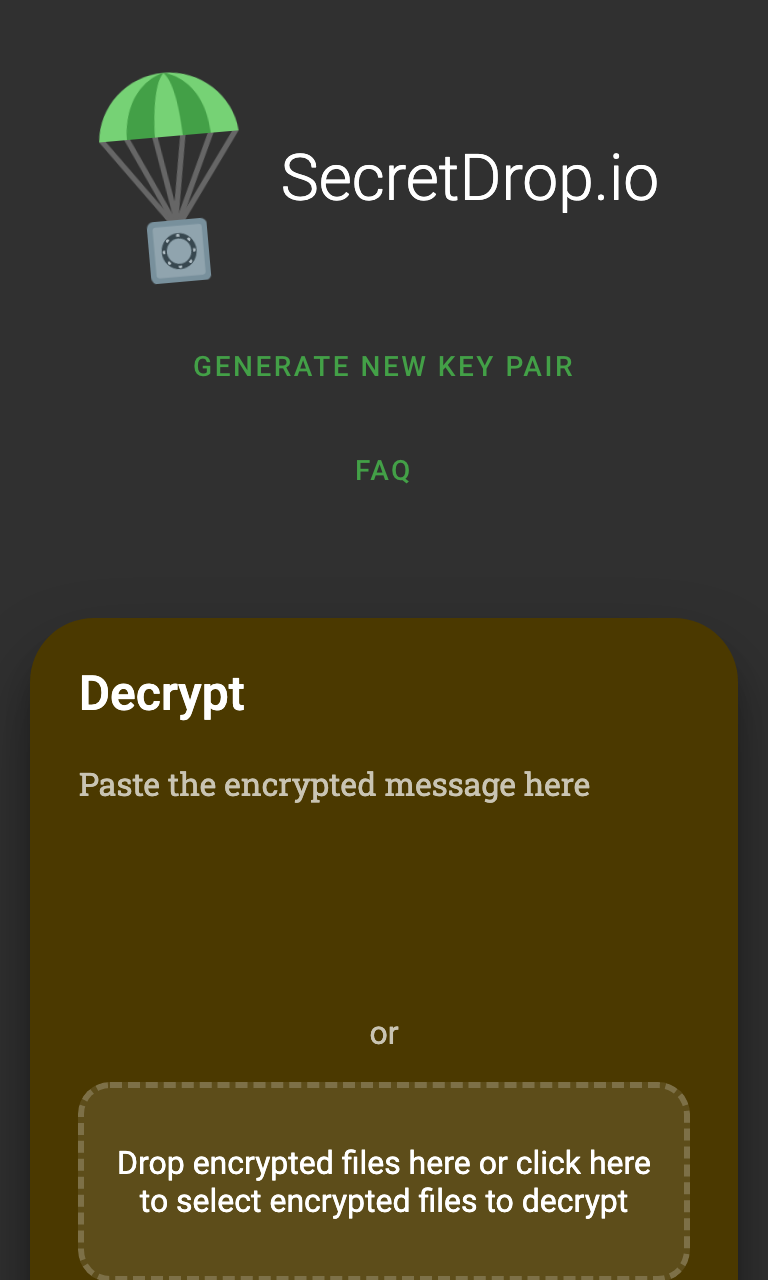 SecretDrop.io
GENERATE NEW KEY PAIR
FAQ
Decrypt
Paste the encrypted message here
or
Drop encrypted files here or click here
to select encrypted files to decrypt